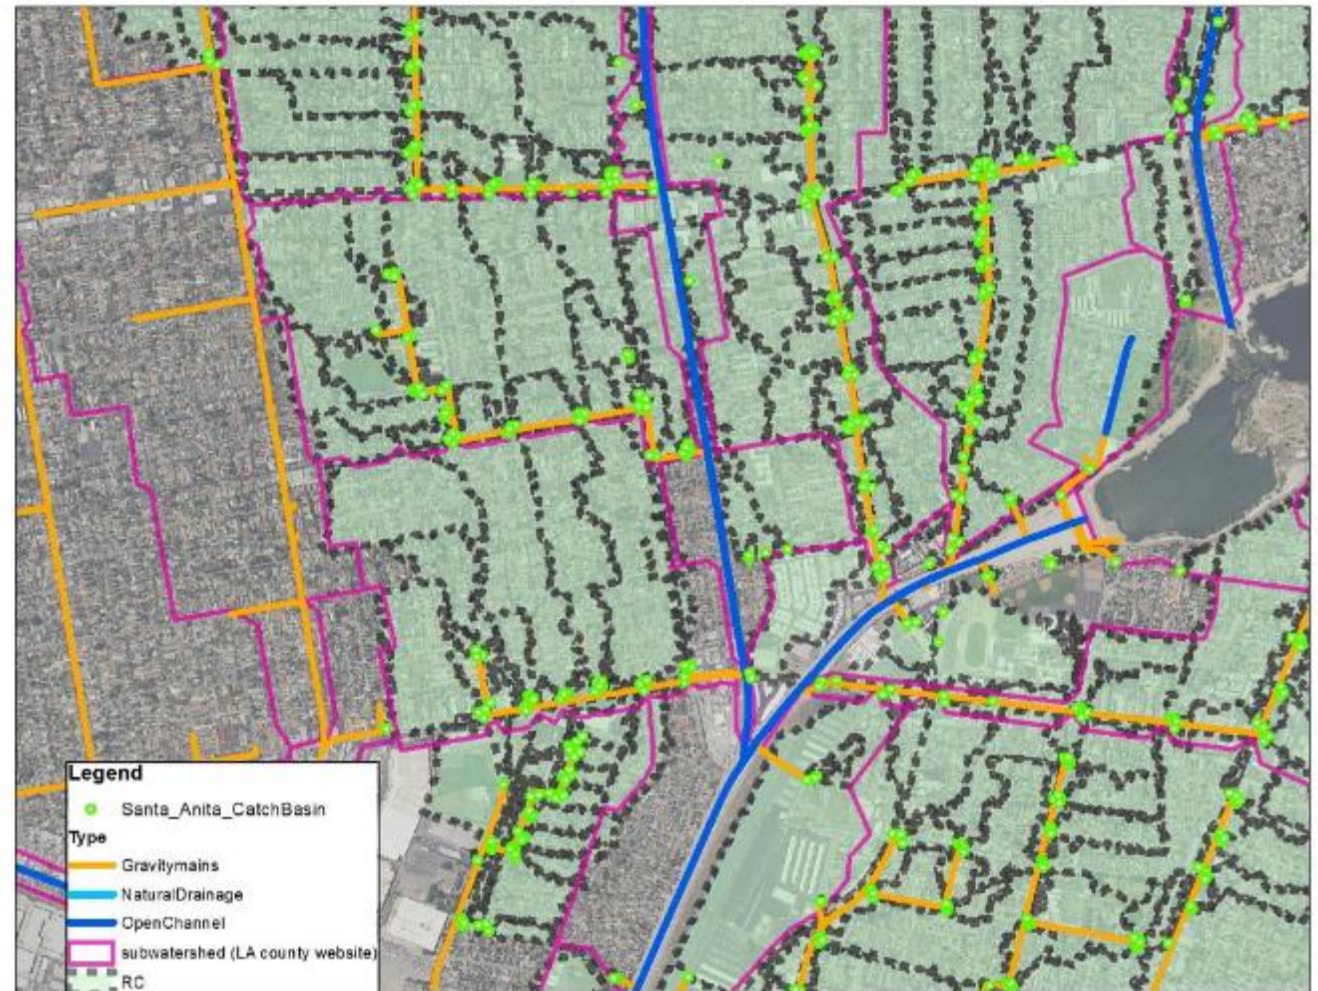 Legend
Santa_Anita_CatchBasin
Type
Gravitymains
NaturalDrainage
OpenChannel
subwatershed (LA county website)
RC